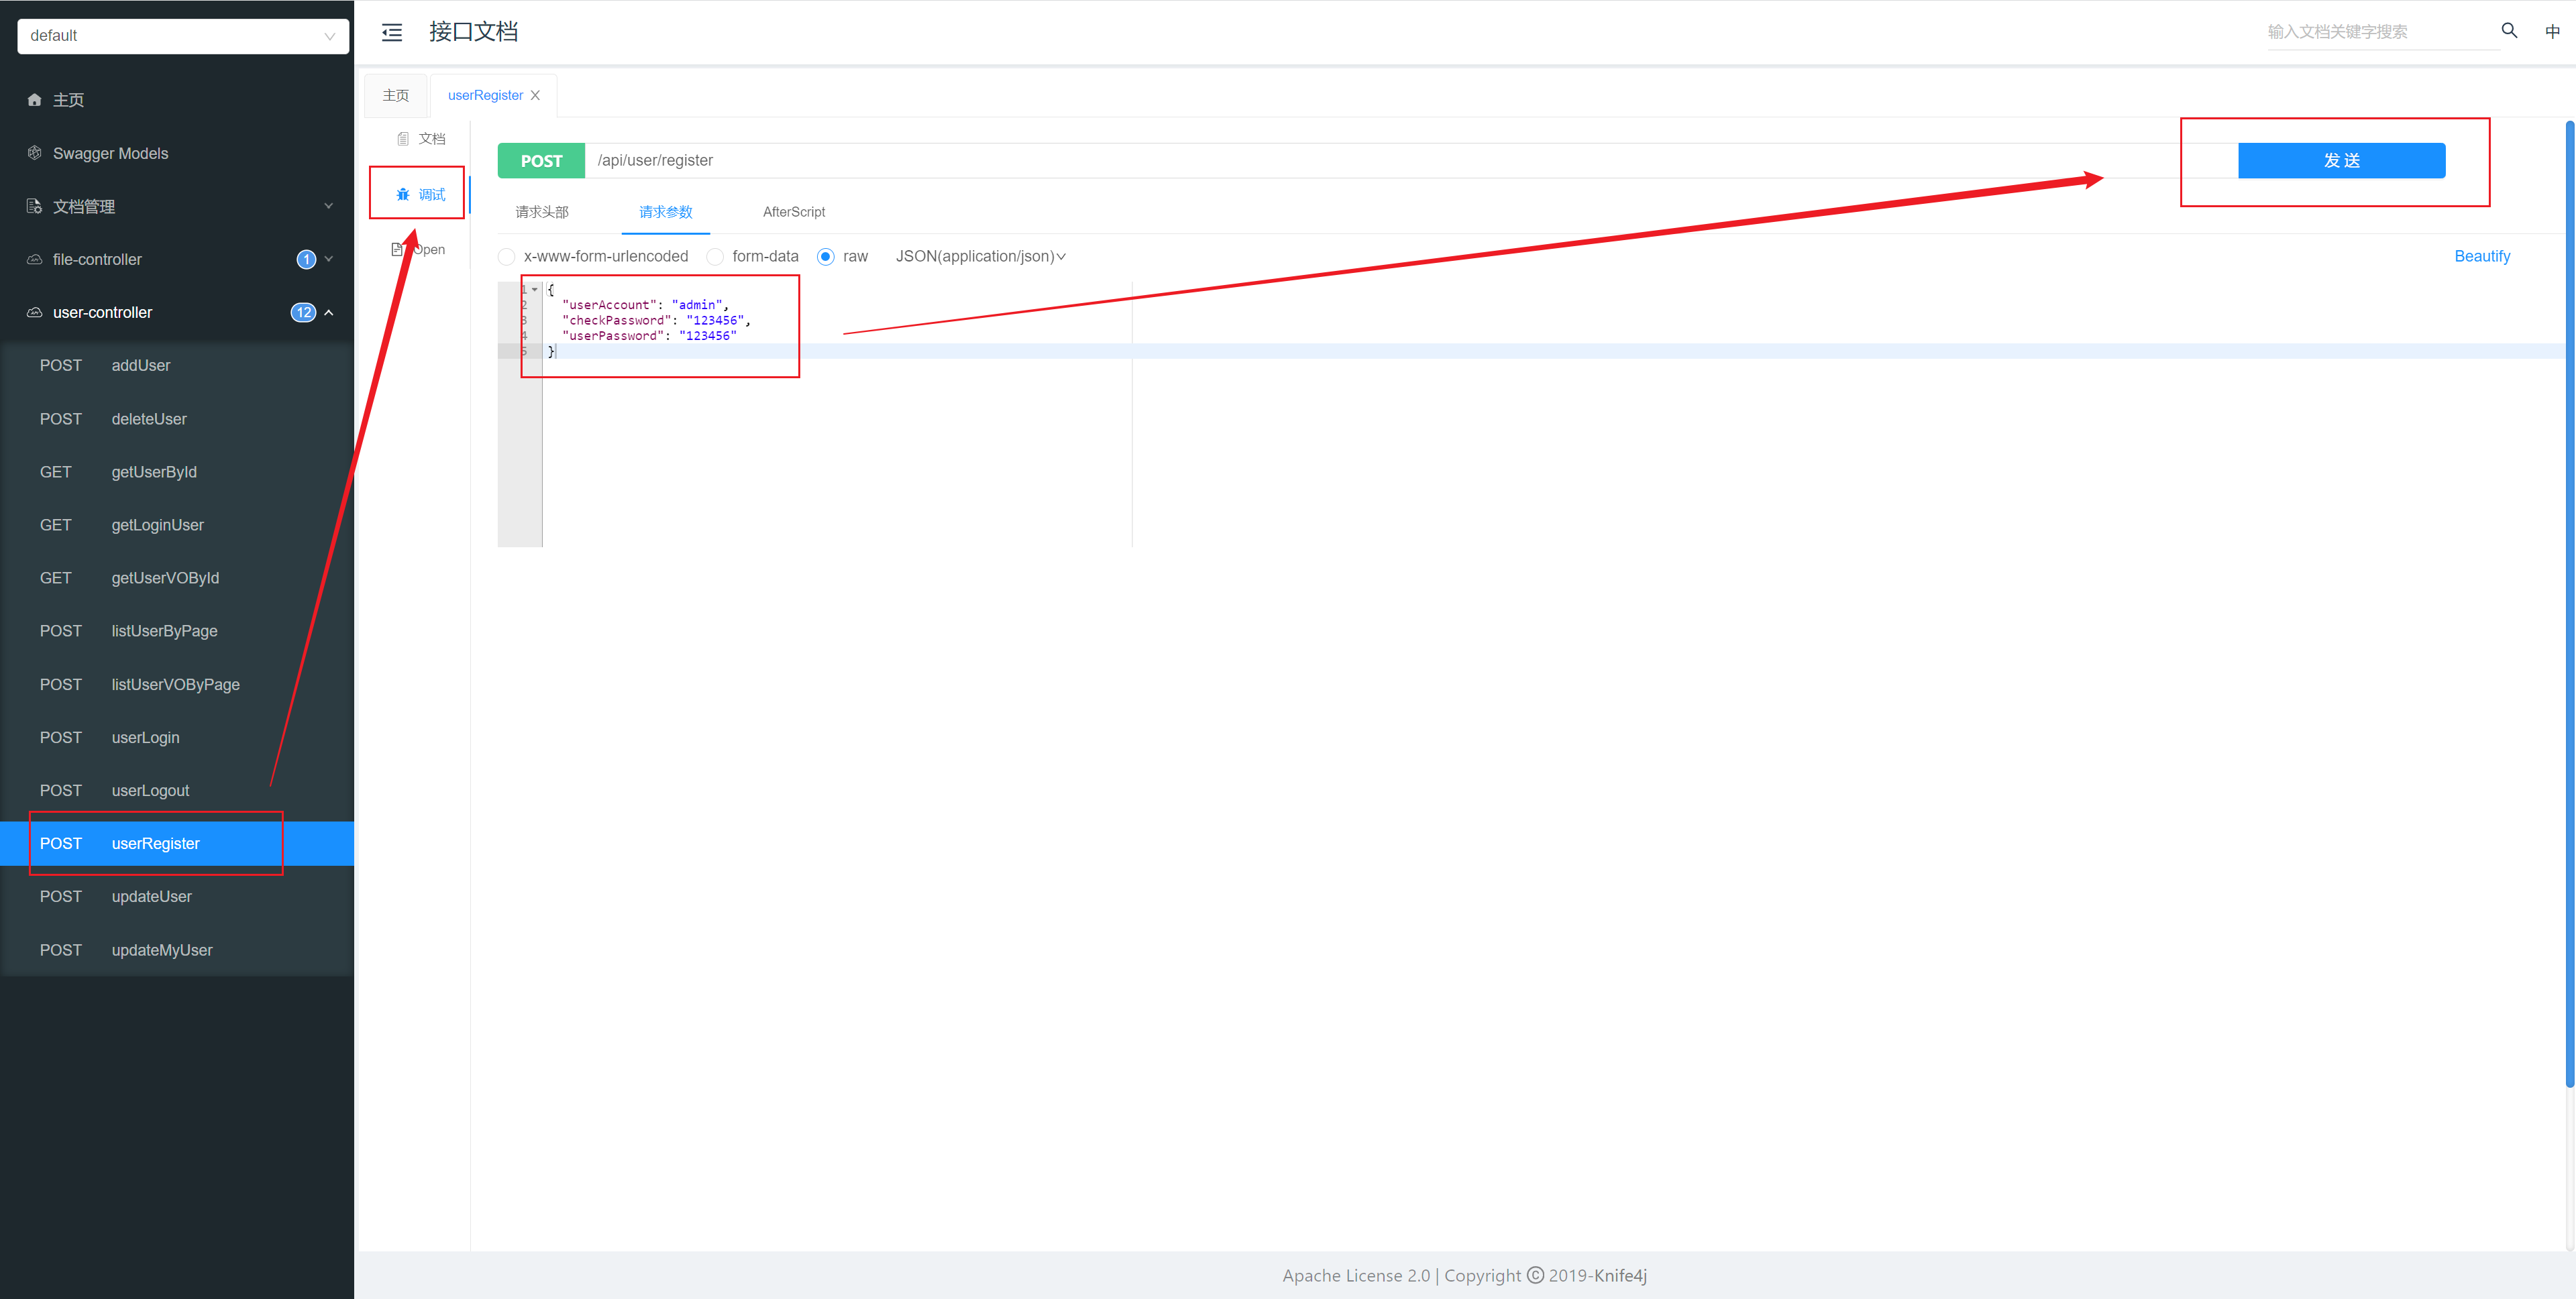 default
主页
Swagger Models
文档管理
file-controller 1
user-controller 12
POST addUser
POST deleteUser
GET getUserById
GET getLoginUser
GET getUserVOById
POST listUserByPage
POST listUserVOByPage
POST userLogin
POST userLogout
POST userRegister
POST updateUser
POST updateMyUser
接口文档
输入文档关键字搜索
中
主页 userRegister
文档
调试
Open
POST /api/user/register 发送
请求头部 请求参数 AfterScript
x-www-form-urlencoded form-data raw JSON(application/json) Beautify
1 {
2 "userAccount": "admin",
3 "checkPassword": "123456",
4 "userPassword": "123456"
5 }
Apache License 2.0 | Copyright © 2019-Knife4j